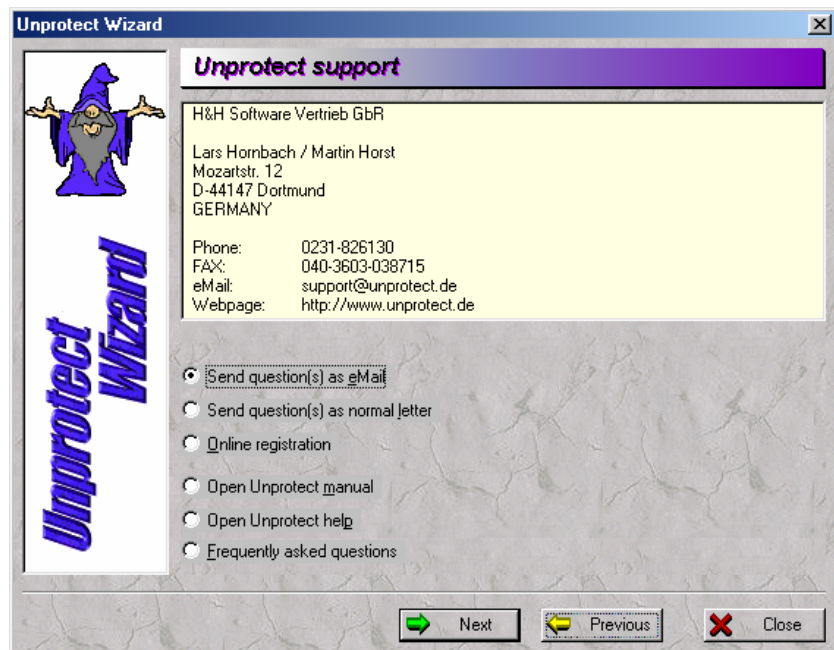 Unprotect Wizard
Unprotect support
H&H Software Vertrieb GbR
Lars Hornbach / Martin Horst
Mozartstr. 12
D-44147 Dortmund
GERMANY
Phone: 0231-826130
FAX: 040-3603-038715
eMail: support@unprotect.de
Webpage: http://www.unprotect.de
Unprotect
Wizard
Send question(s) as eMail
Send question(s) as normal letter
Online registration
Open Unprotect manual
Open Unprotect help
Frequently asked questions
Next Previous Close